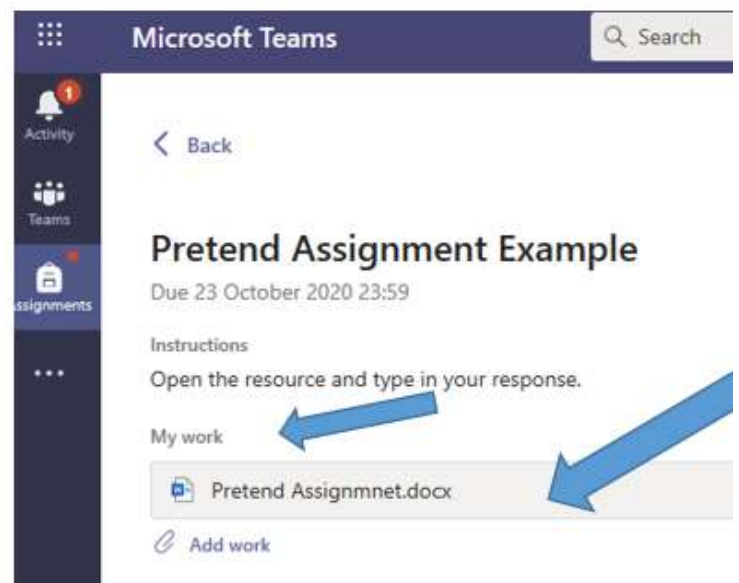 Microsoft Teams
Search
1
Activity
Back
Teams
Pretend Assignment Example
Due 23 October 2020 23:59
ssignments
Instructions
Open the resource and type in your response.
My work
Pretend Assignmnet.docx
Add work